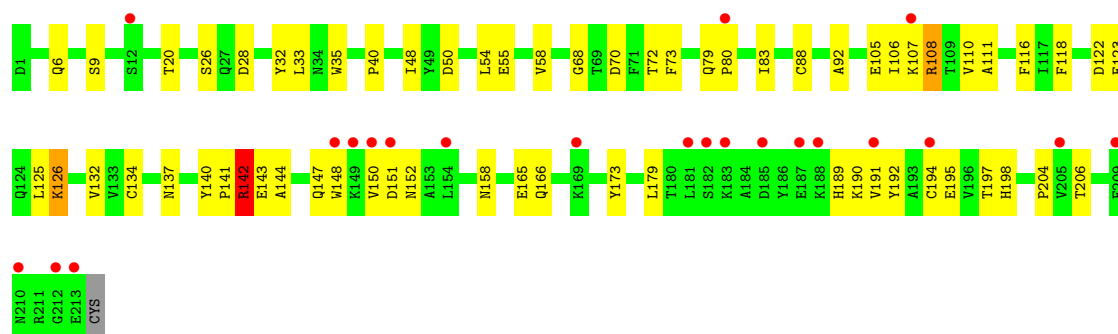 D1 Q6 S9 S12 T20 S26 Q27 D28 Y32 L33 N34 W35 P40 I48 Y49 D50 L54 E55 V58 G68 T69 D70 F71 T72 F73 Q79 P80 I83 C88 A92 E105 I106 K107 R108 T109 V110 A111 F116 I117 F118 D122 E123
Q124 L125 K126 V132 V133 C134 N137 Y140 P141 R142 E143 A144 Q147 W148 K149 V150 D151 N152 A153 L154 N158 E165 Q166 K169 Y173 L179 T180 L181 S182 K183 A184 D185 Y186 E187 K188 H189 K190 V191 Y192 A193 C194 E195 V196 T197 H198 P204 V205 T206 F209
N210 R211 G212 E213 CYS